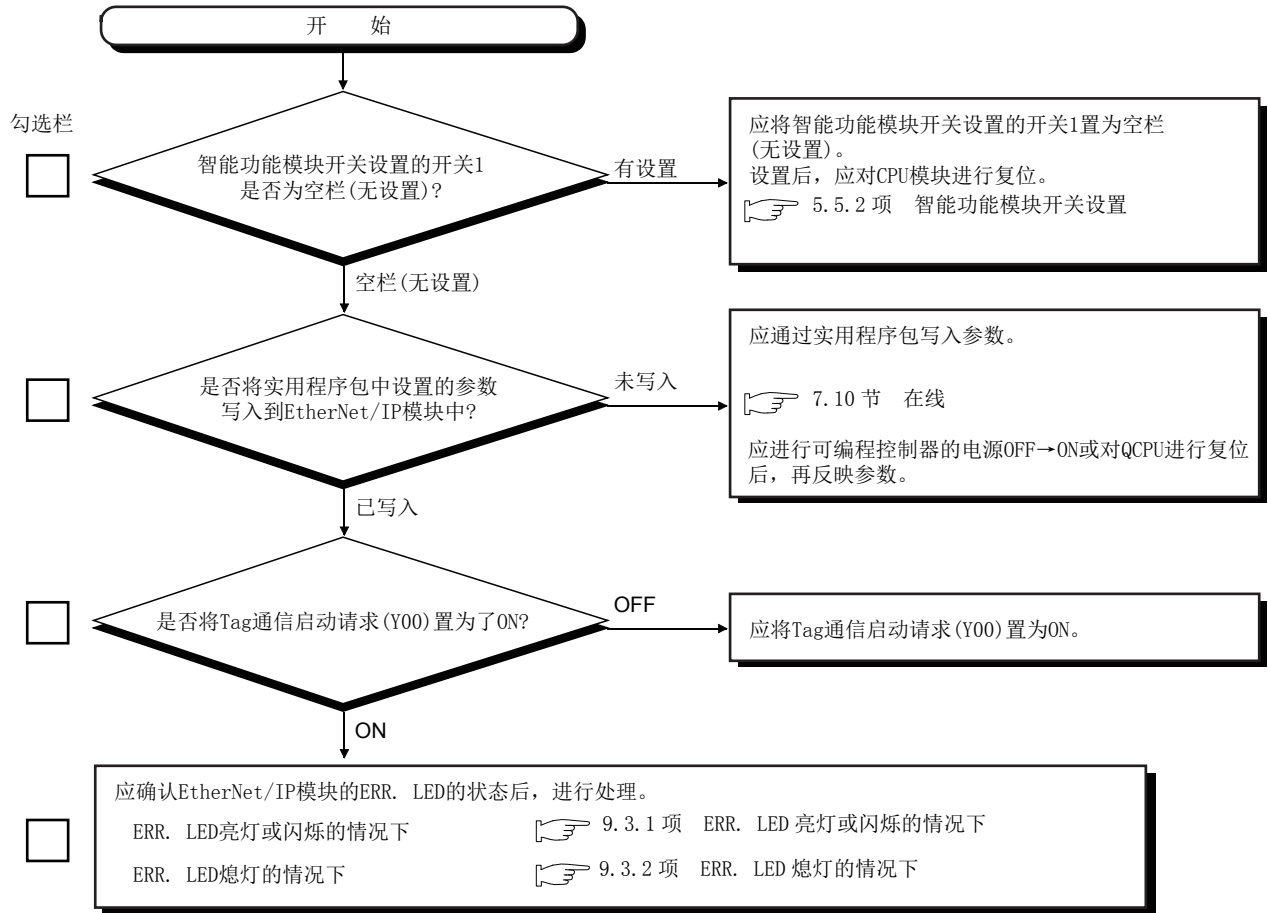 开 始
勾选栏
智能功能模块开关设置的开关1
是否为空栏(无设置)?
有设置
应将智能功能模块开关设置的开关1置为空栏
(无设置)。
设置后，应对CPU模块进行复位。
5.5.2 项 智能功能模块开关设置
空栏(无设置)
是否将实用程序包中设置的参数
写入到EtherNet/IP模块中?
未写入
应通过实用程序包写入参数。
7.10 节 在线
应进行可编程控制器的电源OFF→ON或对QCPU进行复位
后，再反映参数。
已写入
是否将Tag通信启动请求(Y00)置为了ON?
OFF
应将Tag通信启动请求(Y00)置为ON。
ON
应确认EtherNet/IP模块的ERR. LED的状态后，进行处理。
ERR. LED亮灯或闪烁的情况下 9.3.1 项 ERR. LED 亮灯或闪烁的情况下
ERR. LED熄灯的情况下 9.3.2 项 ERR. LED 熄灯的情况下